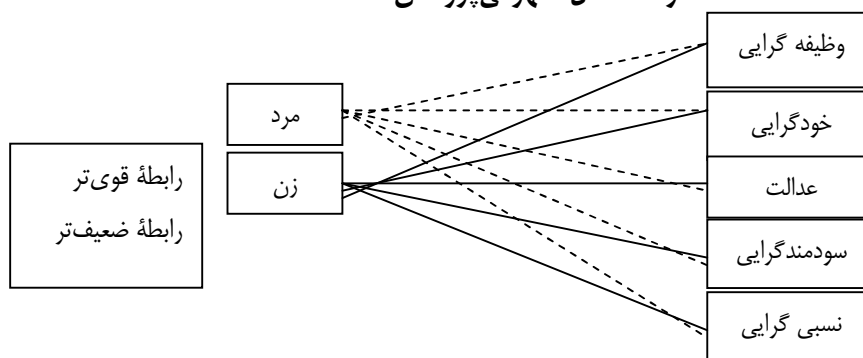 وظیفه گرایی
مرد
خودگرایی
زن
عدالت
رابطهٔ قوی‌تر
رابطهٔ ضعیف‌تر
سودمندگرایی
نسبی گرایی